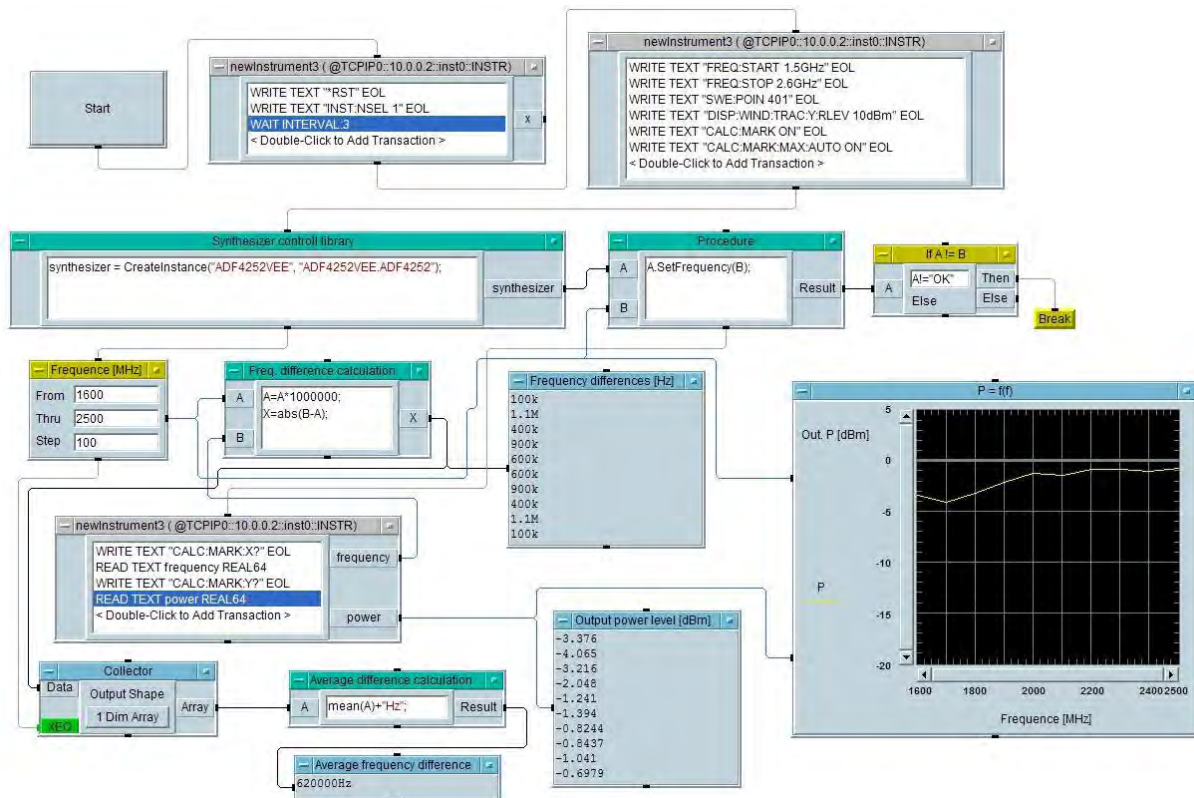 Start
newInstrument3 ( @TCPIP0::10.0.0.2::inst0::INSTR)
WRITE TEXT "*RST" EOL
WRITE TEXT "INST:NSEL 1" EOL
WAIT INTERVAL:3
< Double-Click to Add Transaction >
X
newInstrument3 ( @TCPIP0::10.0.0.2::inst0::INSTR)
WRITE TEXT "FREQ:START 1.5GHz" EOL
WRITE TEXT "FREQ:STOP 2.6GHz" EOL
WRITE TEXT "SWE:POIN 401" EOL
WRITE TEXT "DISP:WIND:TRAC:Y:RLEV 10dBm" EOL
WRITE TEXT "CALC:MARK ON" EOL
WRITE TEXT "CALC:MARK:MAX:AUTO ON" EOL
< Double-Click to Add Transaction >
Synthesizer controll library
synthesizer = CreateInstance("ADF4252VEE", "ADF4252VEE.ADF4252");
synthesizer
Procedure
A
B
A.SetFrequency(B);
Result
If A != B
A
A!="OK"
Then
Else
Else
Break
Frequence [MHz]
From 1600
Thru 2500
Step 100
Freq. difference calculation
A
B
A=A*1000000;
X=abs(B-A);
X
Frequency differences [Hz]
100k
1.1M
400k
900k
600k
600k
900k
400k
1.1M
100k
P = f(f)
Out. P [dBm]
P
5
0
-5
-10
-15
-20
1600 1800 2000 2200 2400 2500
Frequence [MHz]
newInstrument3 ( @TCPIP0::10.0.0.2::inst0::INSTR)
WRITE TEXT "CALC:MARK:X?" EOL
READ TEXT frequency REAL64
WRITE TEXT "CALC:MARK:Y?" EOL
READ TEXT power REAL64
< Double-Click to Add Transaction >
frequency
power
Output power level [dBm]
-3.376
-4.065
-3.216
-2.048
-1.241
-1.394
-0.8244
-0.8437
-1.041
-0.6979
Collector
Data
XEQ
Output Shape
1 Dim Array
Array
Average difference calculation
A
mean(A)+"Hz";
Result
Average frequency difference
620000Hz